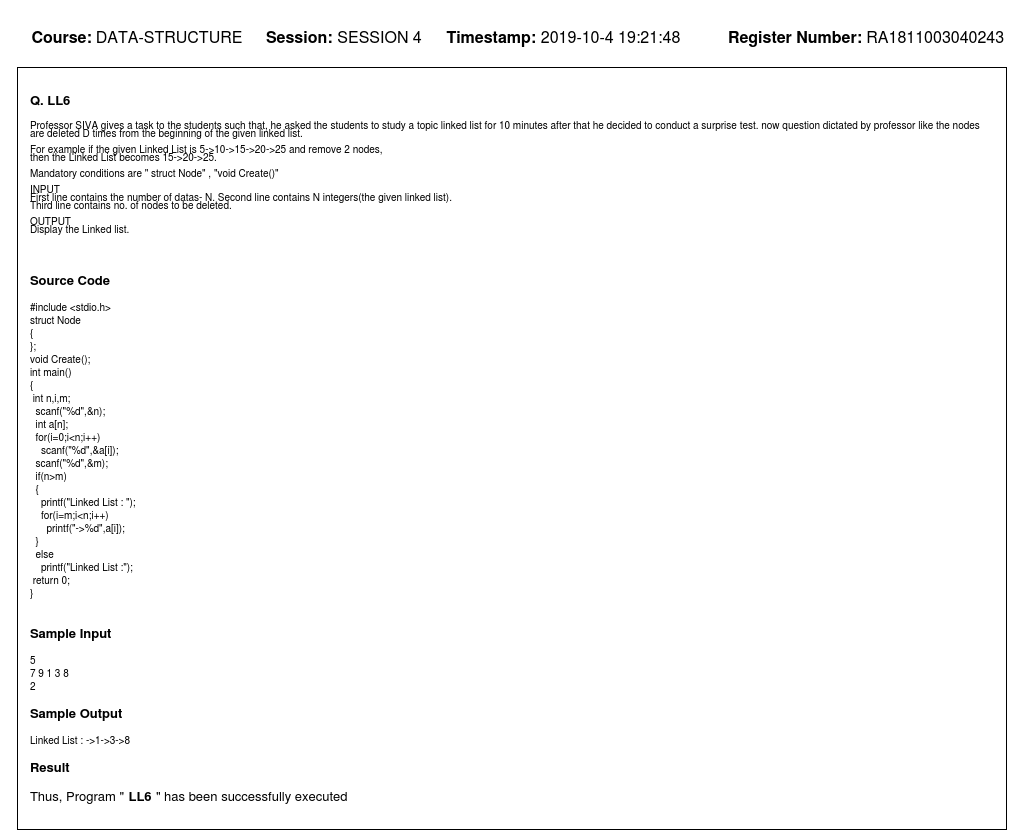 Course: DATA-STRUCTURE Session: SESSION 4 Timestamp: 2019-10-4 19:21:48 Register Number: RA1811003040243
Q. LL6
Professor SIVA gives a task to the students such that, he asked the students to study a topic linked list for 10 minutes after that he decided to conduct a surprise test. now question dictated by professor like the nodes
are deleted D times from the beginning of the given linked list.
For example if the given Linked List is 5->10->15->20->25 and remove 2 nodes,
then the Linked List becomes 15->20->25.
Mandatory conditions are " struct Node" , "void Create()"
INPUT
First line contains the number of datas- N. Second line contains N integers(the given linked list).
Third line contains no. of nodes to be deleted.
OUTPUT
Display the Linked list.
Source Code
#include <stdio.h>
struct Node
{
};
void Create();
int main()
{
int n,i,m;
scanf("%d",&n);
int a[n];
for(i=0;i<n;i++)
scanf("%d",&a[i]);
scanf("%d",&m);
if(n>m)
{
printf("Linked List : ");
for(i=m;i<n;i++)
printf("->%d",a[i]);
}
else
printf("Linked List :");
return 0;
}
Sample Input
5
7 9 1 3 8
2
Sample Output
Linked List : ->1->3->8
Result
Thus, Program " LL6 " has been successfully executed